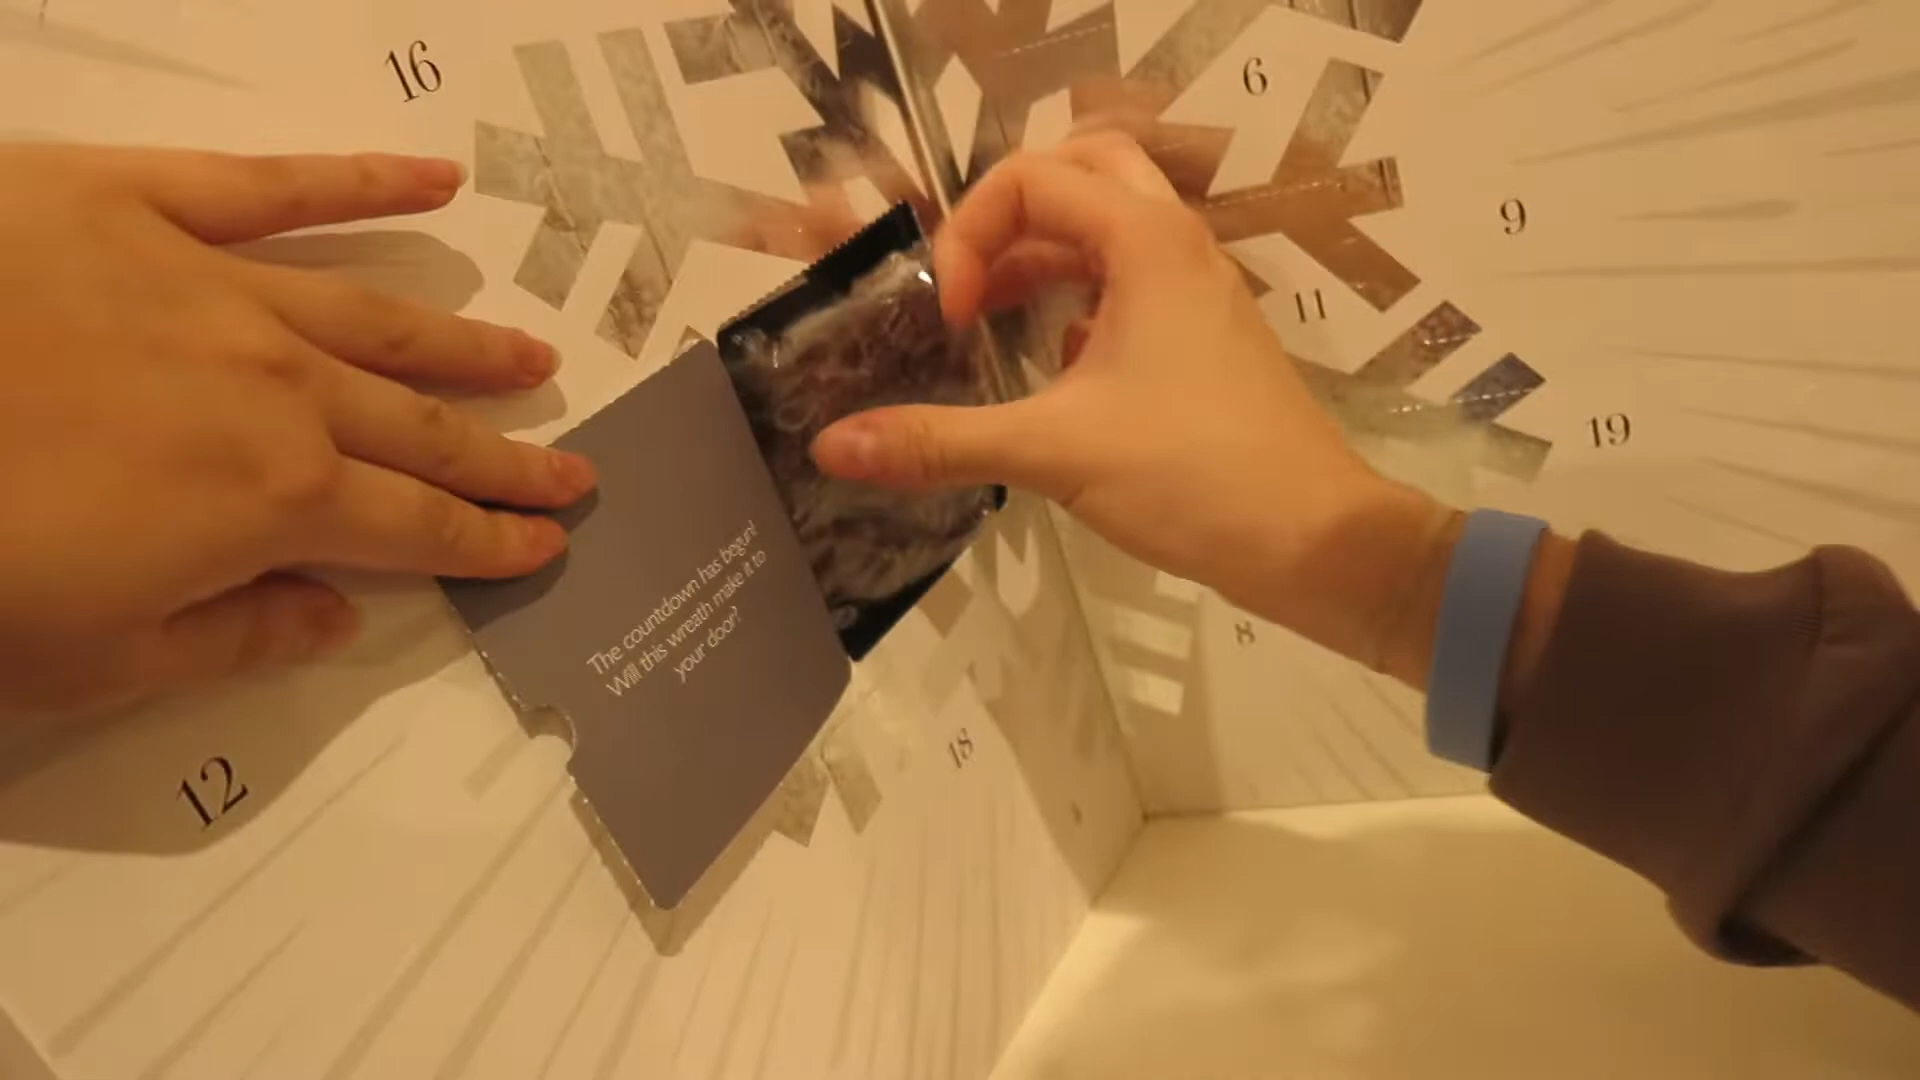 16
6
9
11
19
The countdown has begun!
Will this wreath make it to
your door?
8
18
12